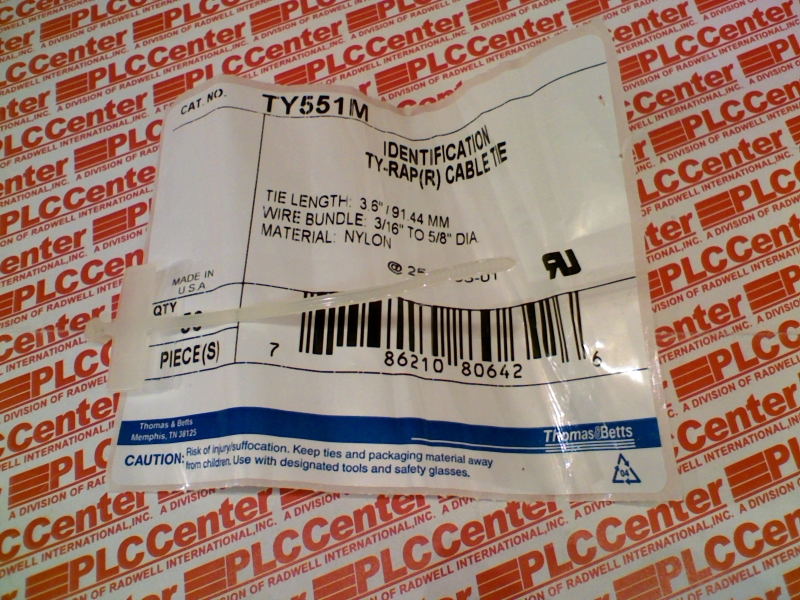 CAT. NO. TY551M
IDENTIFICATION
TY-RAP(R) CABLE TIE
TIE LENGTH: 3.6" / 91.44 MM
WIRE BUNDLE: 3/16" TO 5/8" DIA.
MATERIAL: NYLON
MADE IN
U.S.A.
QTY
PIECE(S)
7 86210 80642 6
Thomas & Betts
Memphis, TN 38125
Thomas&Betts
CAUTION: Risk of injury/suffocation. Keep ties and packaging material away
from children. Use with designated tools and safety glasses.
04
PLCCenter
A DIVISION OF RADWELL INTERNATIONAL, INC.